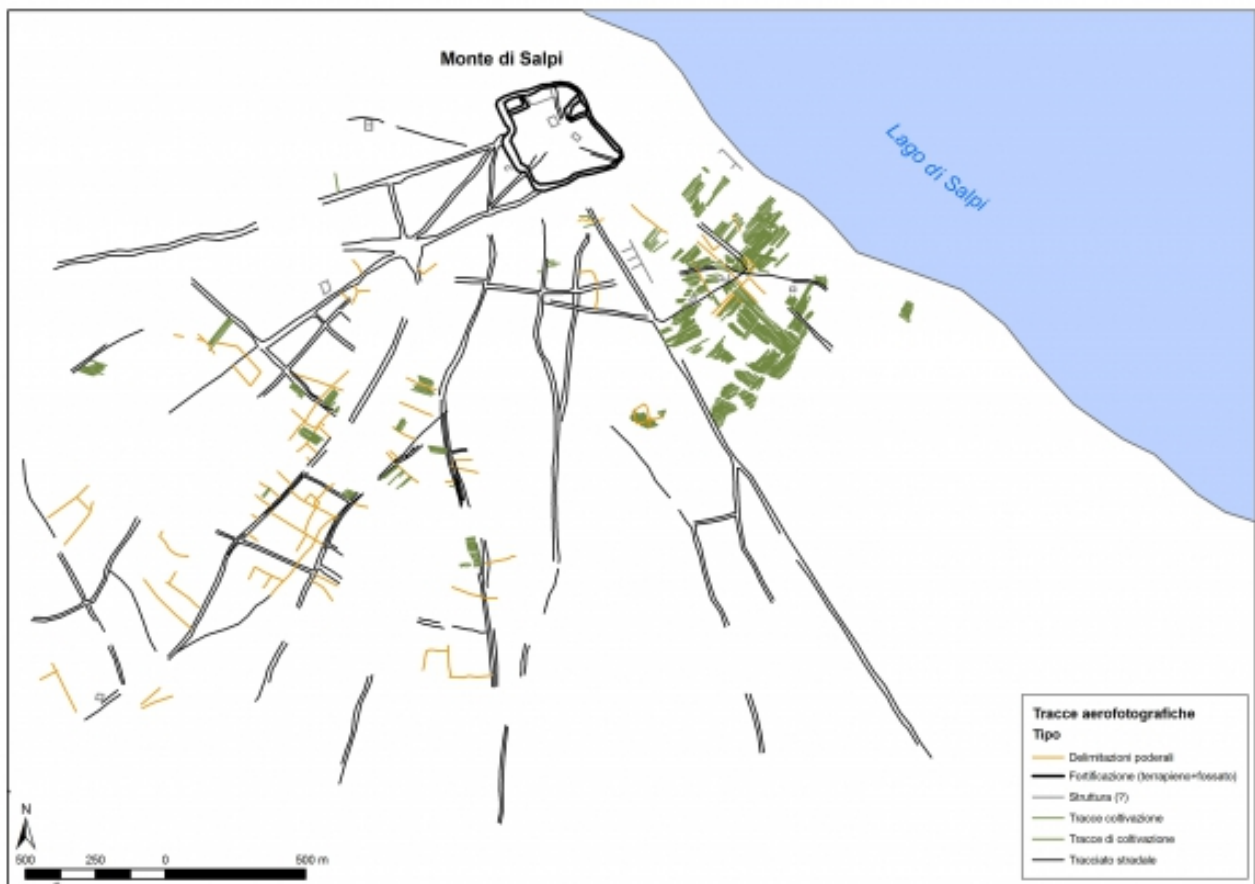 Monte di Salpi
Lago di Salpi
Tracce aerofotografiche
Tipo
Delimitazioni poderali
Fortificazione (terrapieno+fossato)
Struttura (?)
Tracce coltivazione
Tracce di coltivazione
Tracciato stradale
N
500 250 0 500 m